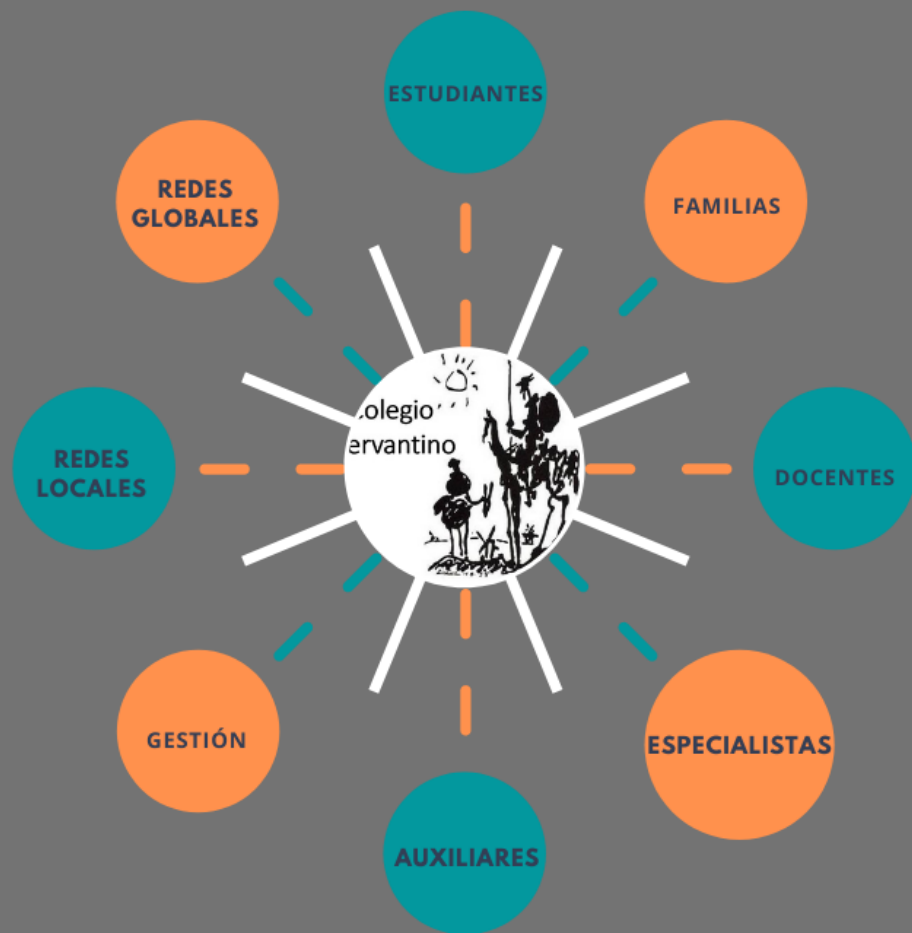 ESTUDIANTES
FAMILIAS
DOCENTES
ESPECIALISTAS
AUXILIARES
GESTIÓN
REDES
LOCALES
REDES
GLOBALES
olegio
ervantino